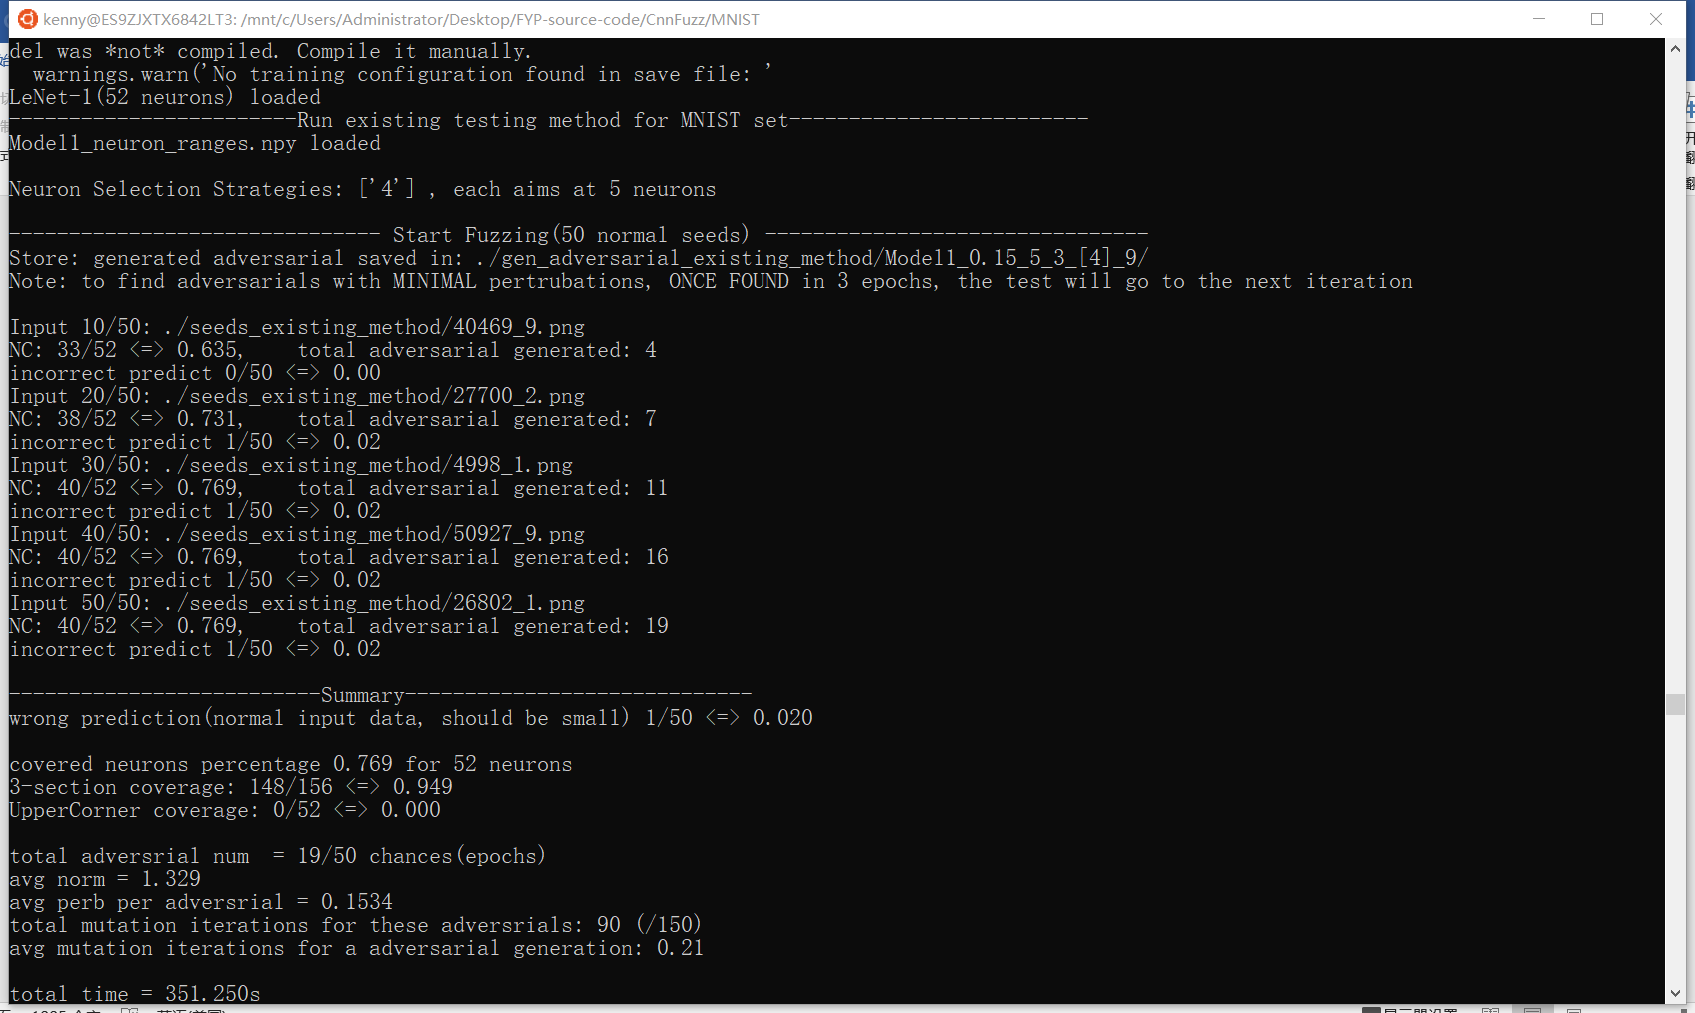 kenny@ES9ZJXTX6842LT3: /mnt/c/Users/Administrator/Desktop/FYP-source-code/CnnFuzz/MNIST
del was *not* compiled. Compile it manually.
  warnings.warn('No training configuration found in save file: '
LeNet-1(52 neurons) loaded
------------------------Run existing testing method for MNIST set-------------------------
Model1_neuron_ranges.npy loaded
Neuron Selection Strategies: ['4'] , each aims at 5 neurons
------------------------------- Start Fuzzing(50 normal seeds) --------------------------------
Store: generated adversarial saved in: ./gen_adversarial_existing_method/Model1_0.15_5_3_[4]_9/
Note: to find adversarials with MINIMAL pertrubations, ONCE FOUND in 3 epochs, the test will go to the next iteration
Input 10/50: ./seeds_existing_method/40469_9.png
NC: 33/52 <=> 0.635,    total adversarial generated: 4
incorrect predict 0/50 <=> 0.00
Input 20/50: ./seeds_existing_method/27700_2.png
NC: 38/52 <=> 0.731,    total adversarial generated: 7
incorrect predict 1/50 <=> 0.02
Input 30/50: ./seeds_existing_method/4998_1.png
NC: 40/52 <=> 0.769,    total adversarial generated: 11
incorrect predict 1/50 <=> 0.02
Input 40/50: ./seeds_existing_method/50927_9.png
NC: 40/52 <=> 0.769,    total adversarial generated: 16
incorrect predict 1/50 <=> 0.02
Input 50/50: ./seeds_existing_method/26802_1.png
NC: 40/52 <=> 0.769,    total adversarial generated: 19
incorrect predict 1/50 <=> 0.02
--------------------------Summary-----------------------------
wrong prediction(normal input data, should be small) 1/50 <=> 0.020
covered neurons percentage 0.769 for 52 neurons
3-section coverage: 148/156 <=> 0.949
UpperCorner coverage: 0/52 <=> 0.000
total adversrial num  = 19/50 chances(epochs)
avg norm = 1.329
avg perb per adversrial = 0.1534
total mutation iterations for these adversrials: 90 (/150)
avg mutation iterations for a adversarial generation: 0.21
total time = 351.250s